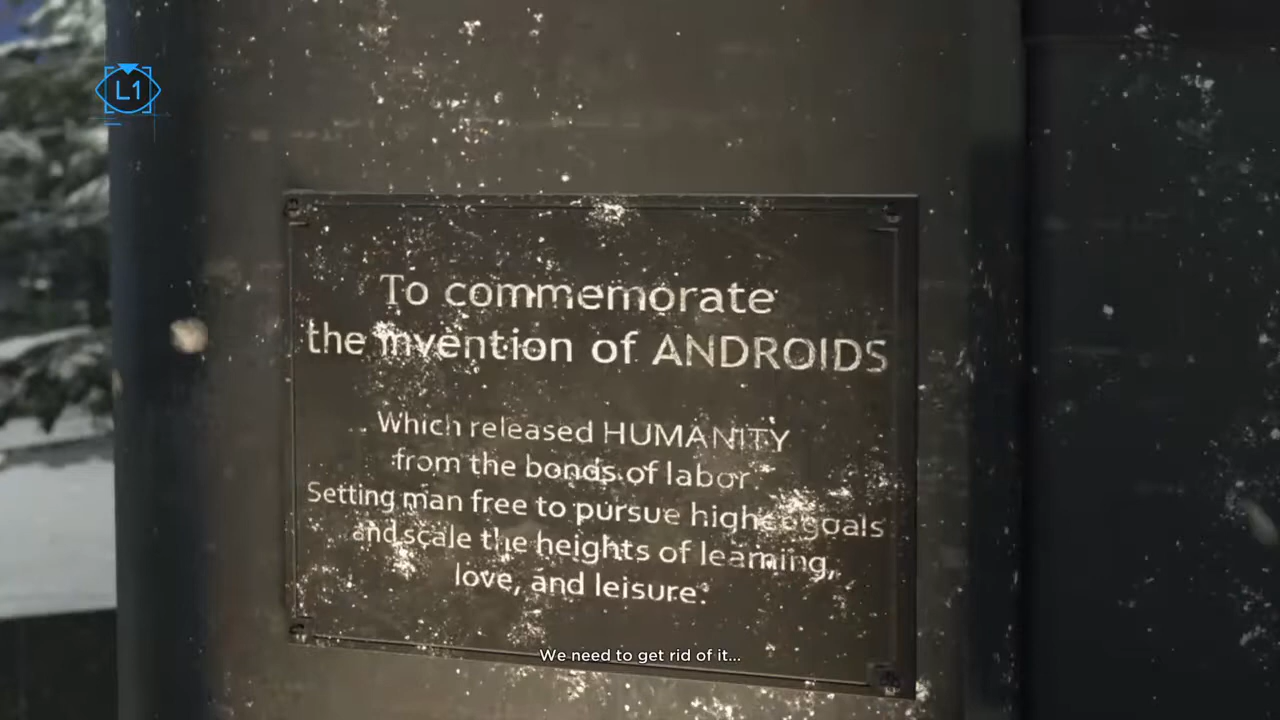 L1
To commemorate
the invention of ANDROIDS
Which released HUMANITY
from the bonds of labor.
Setting man free to pursue higher goals
and scale the heights of learning,
love, and leisure.
We need to get rid of it...